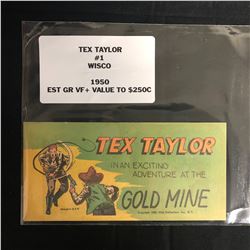 TEX TAYLOR
#1
WISCO
1950
EST GR VF+ VALUE TO $250C
TEX TAYLOR
IN AN EXCITING
ADVENTURE AT THE
GOLD MINE